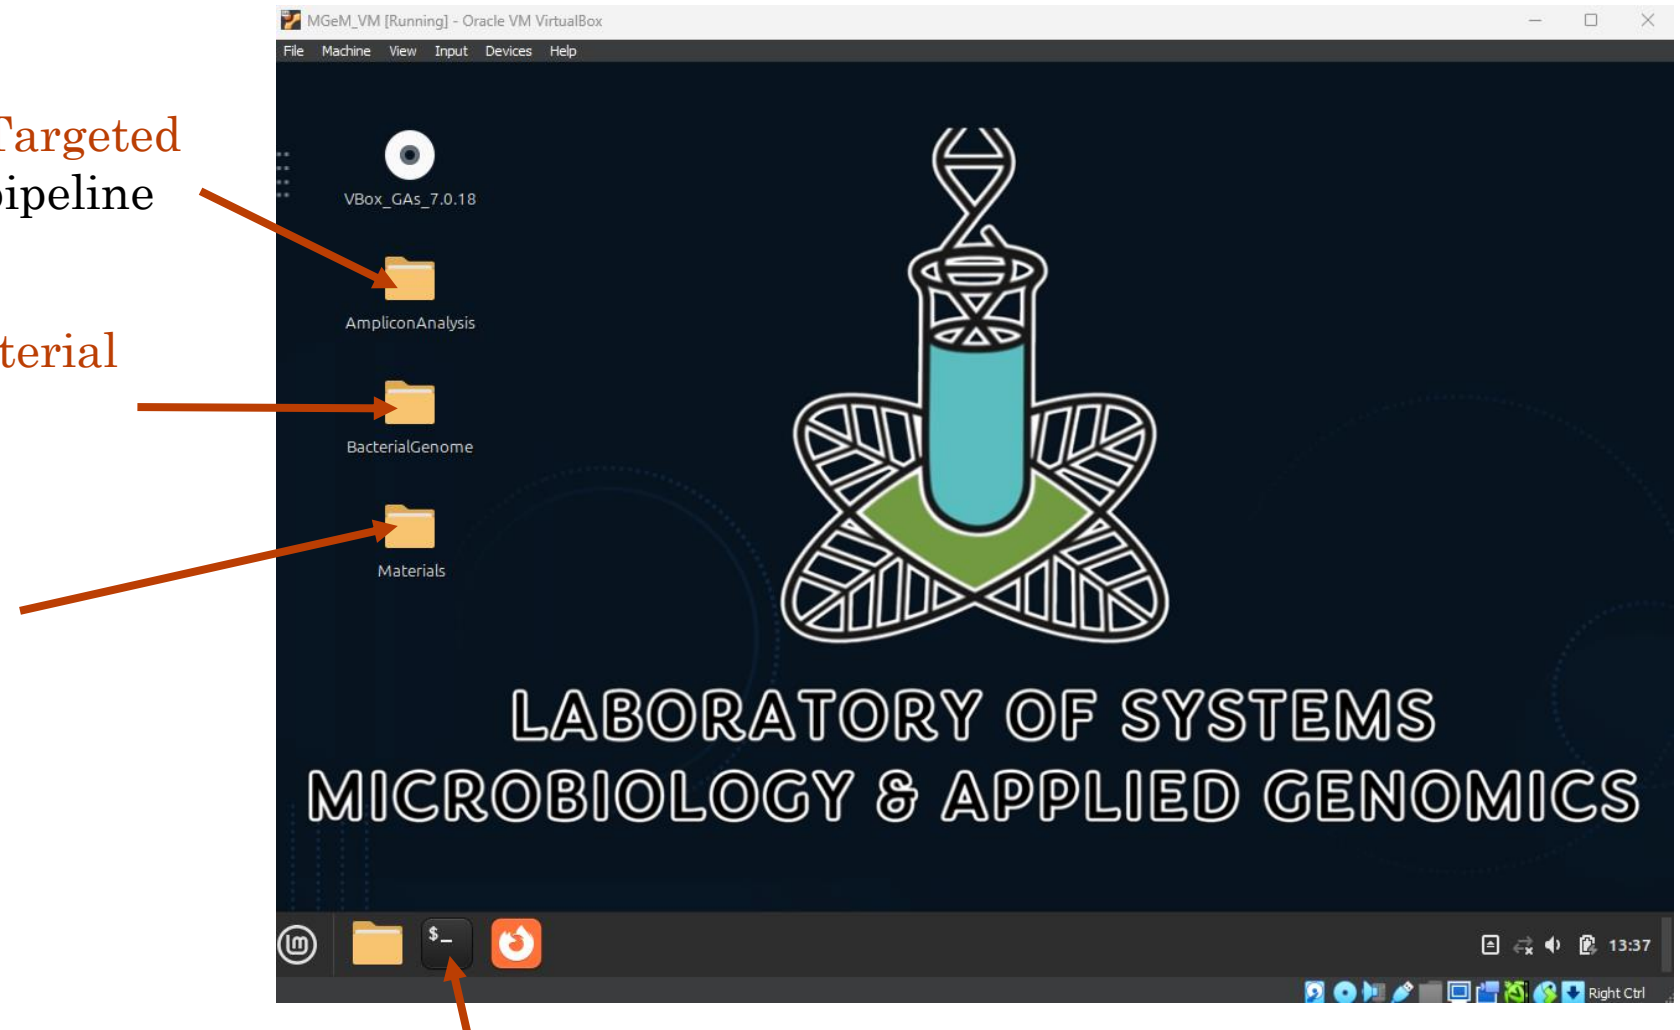 MGeM_VM [Running] - Oracle VM VirtualBox
File Machine View Input Devices Help
Targeted
pipeline
VBox_GAs_7.0.18
AmpliconAnalysis
terial
BacterialGenome
Materials
LABORATORY OF SYSTEMS
MICROBIOLOGY & APPLIED GENOMICS
$_
13:37
Right Ctrl